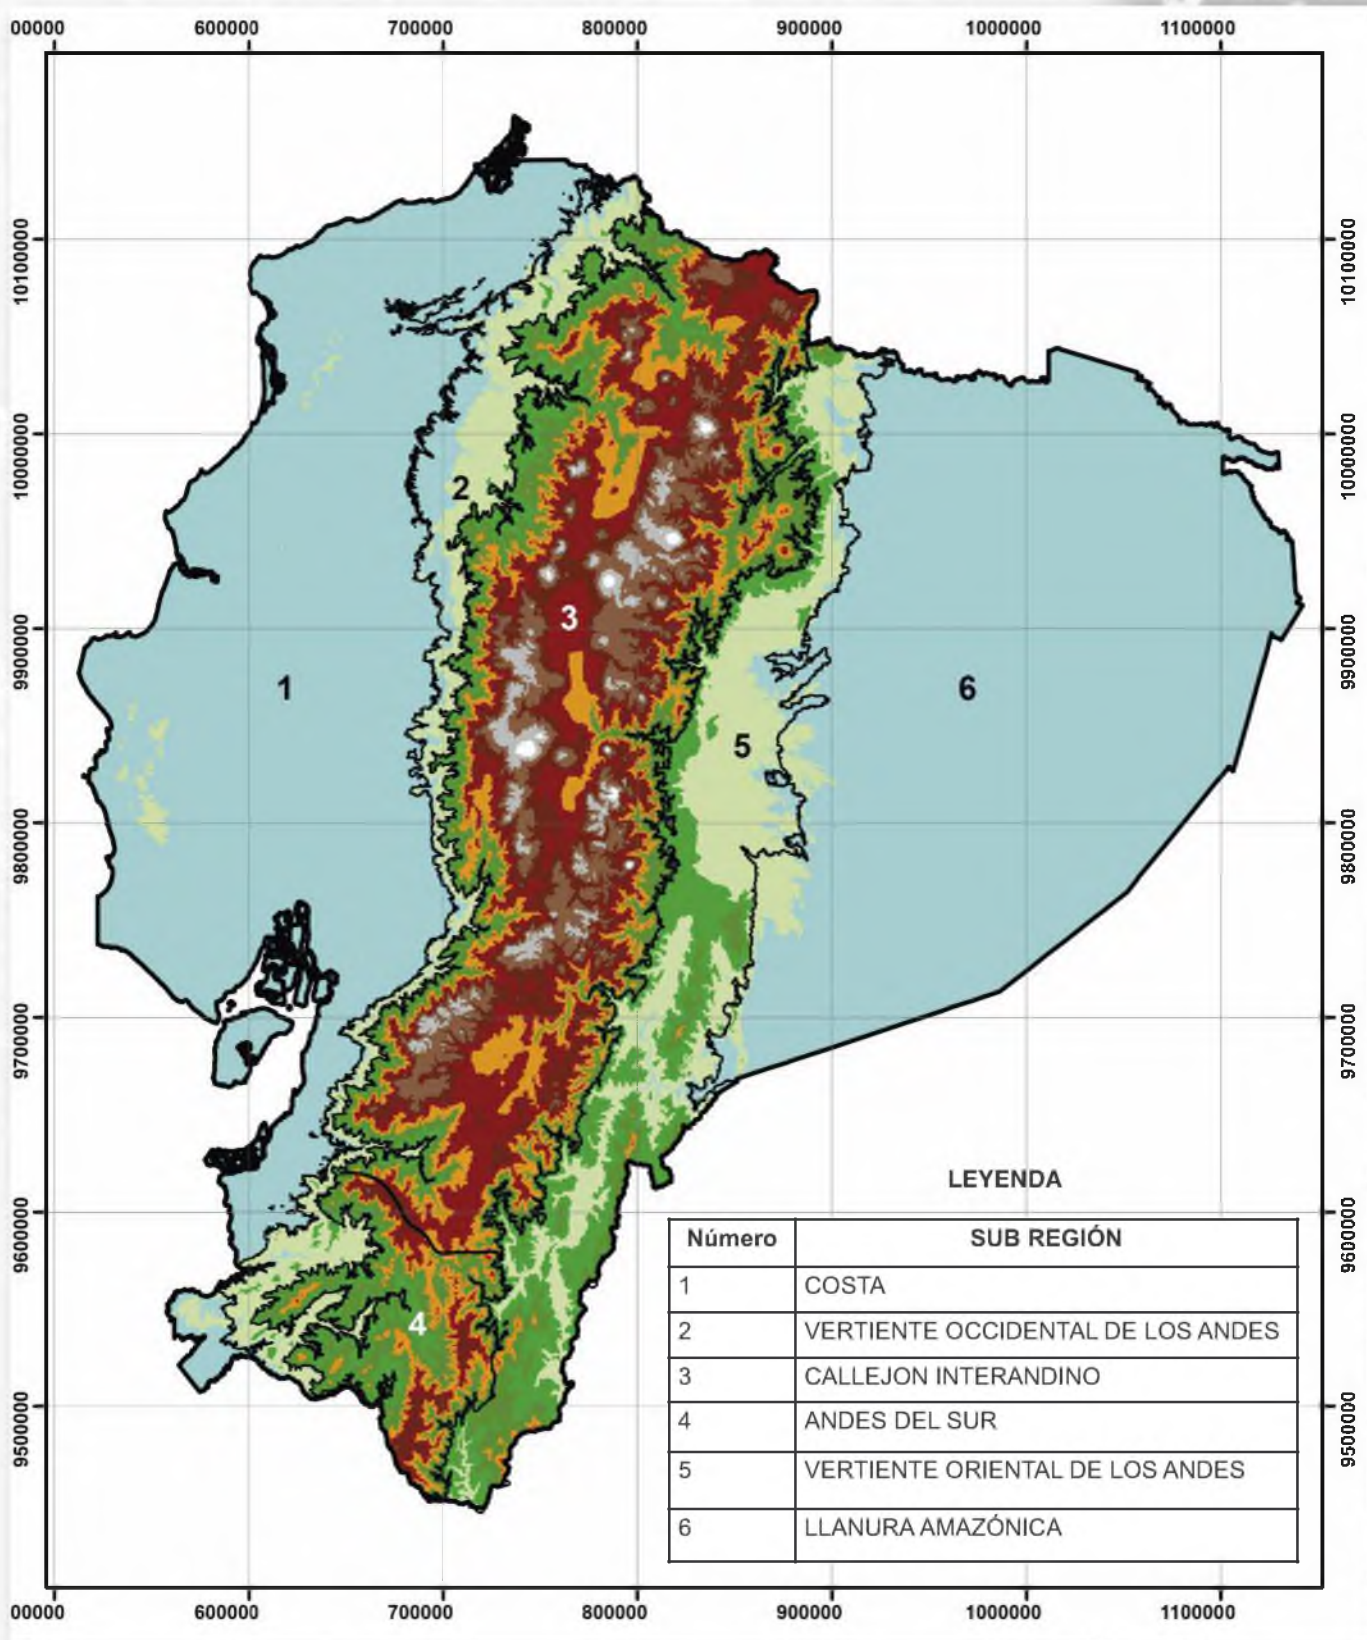 00000 600000 700000 800000 900000 1000000 1100000
10100000 10100000
10000000 10000000
2
3
9900000 9900000
1 6
5
9800000 9800000
9700000 9700000
LEYENDA
9600000 9600000
Número SUB REGIÓN
1 COSTA
4
2 VERTIENTE OCCIDENTAL DE LOS ANDES
3 CALLEJON INTERANDINO
9500000 9500000
4 ANDES DEL SUR
5 VERTIENTE ORIENTAL DE LOS ANDES
6 LLANURA AMAZÓNICA
00000 600000 700000 800000 900000 1000000 1100000